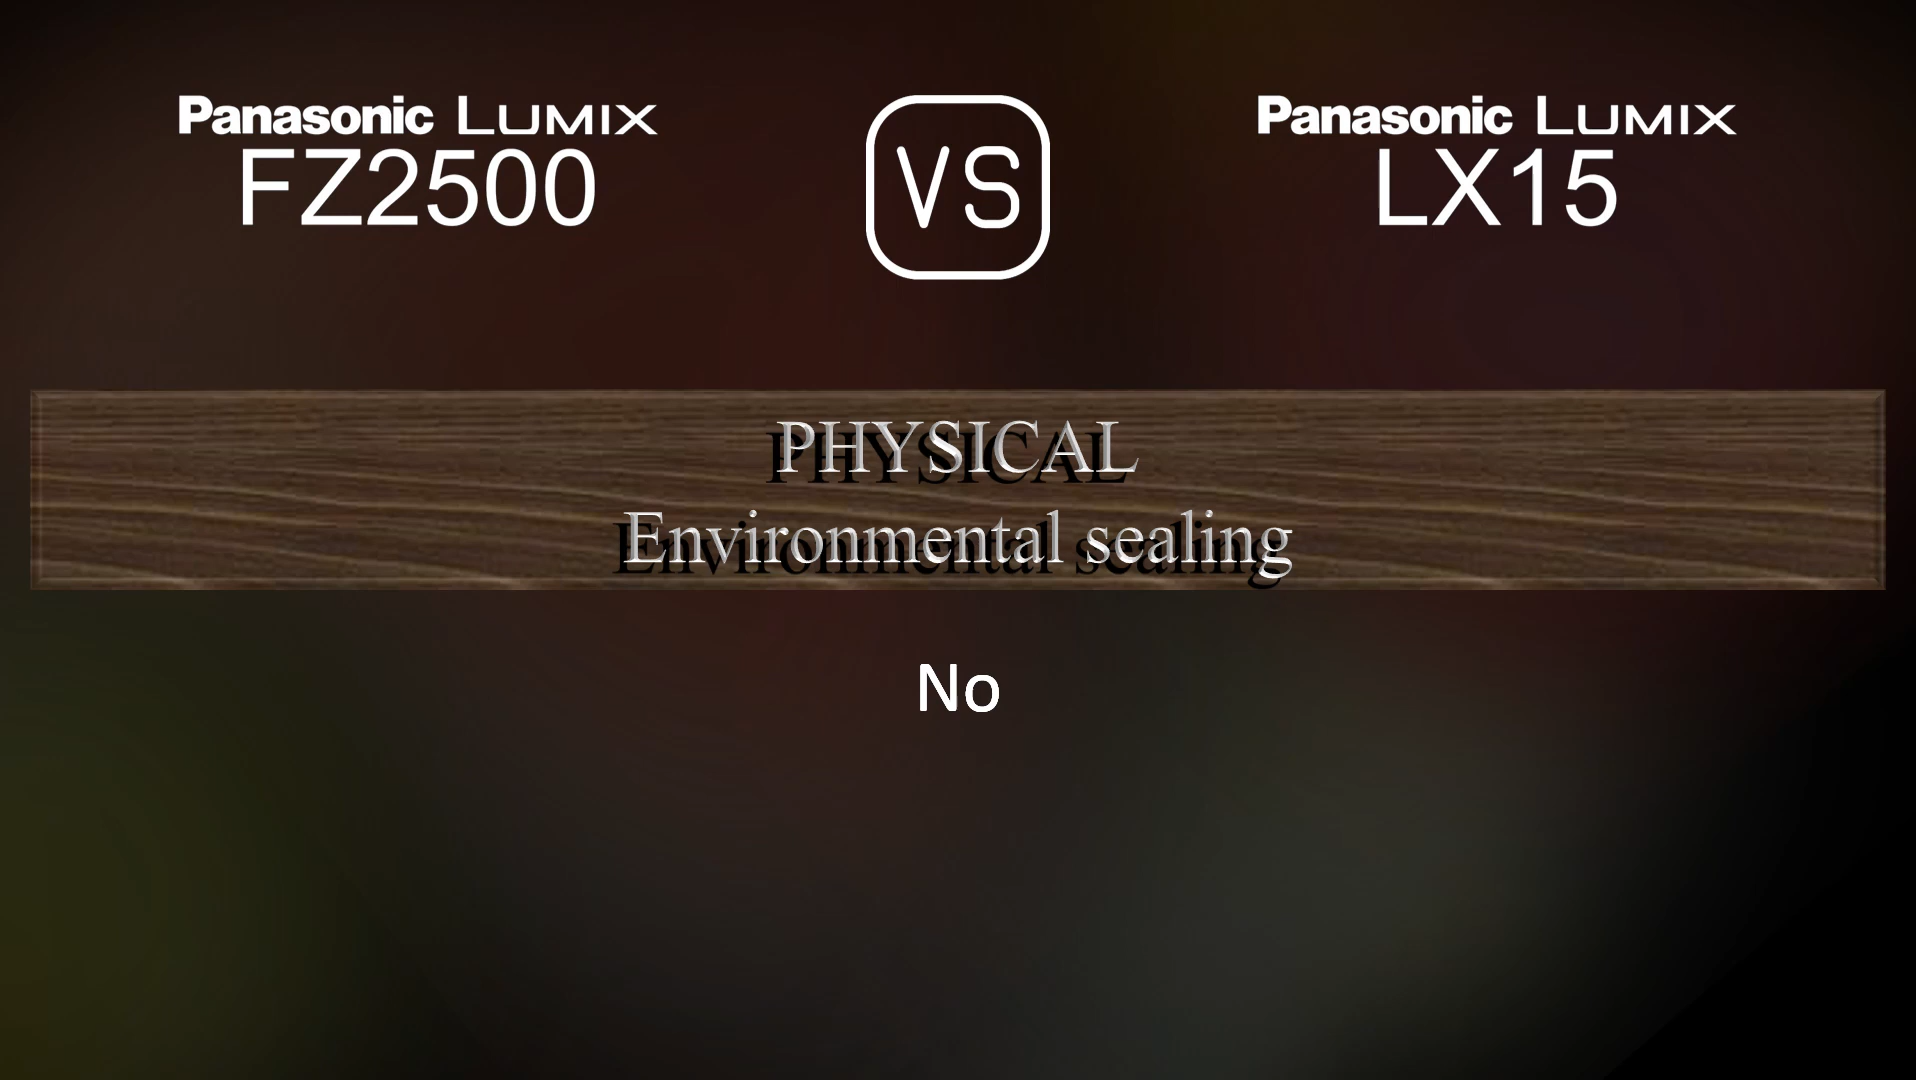 Panasonic LUMIX
FZ2500
VS
Panasonic LUMIX
LX15
PHYSICAL
Environmental sealing
No